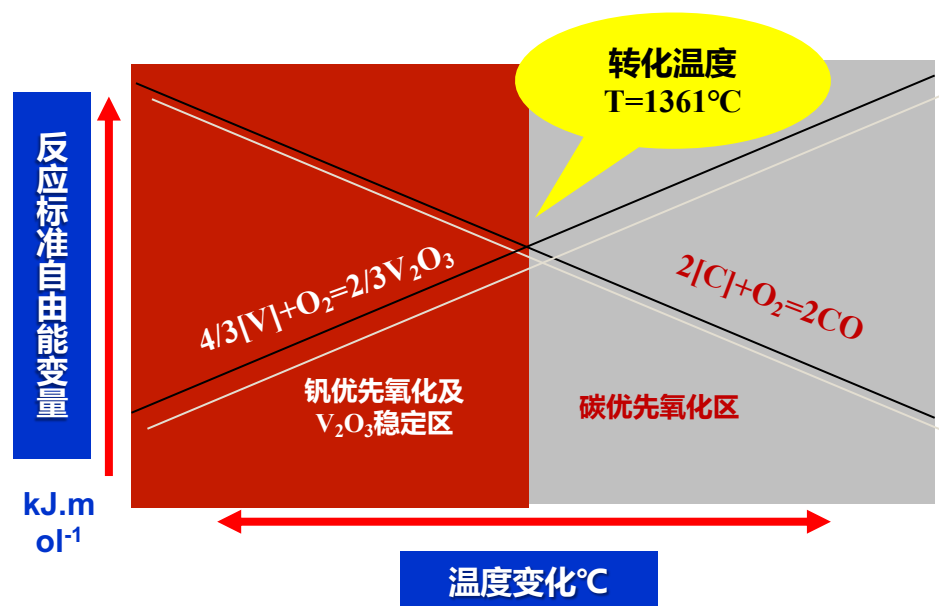 转化温度
T=1361℃
反应标准自由能变量
kJ.m
ol⁻¹
4/3[V]+O₂=2/3V₂O₃
2[C]+O₂=2CO
钒优先氧化及
V₂O₃稳定区
碳优先氧化区
温度变化℃